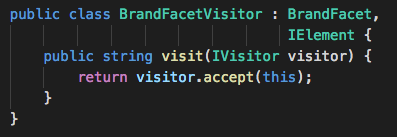 public class BrandFacetVisitor : BrandFacet,
IElement {
public string visit(IVisitor visitor) {
return visitor.accept(this);
}
}